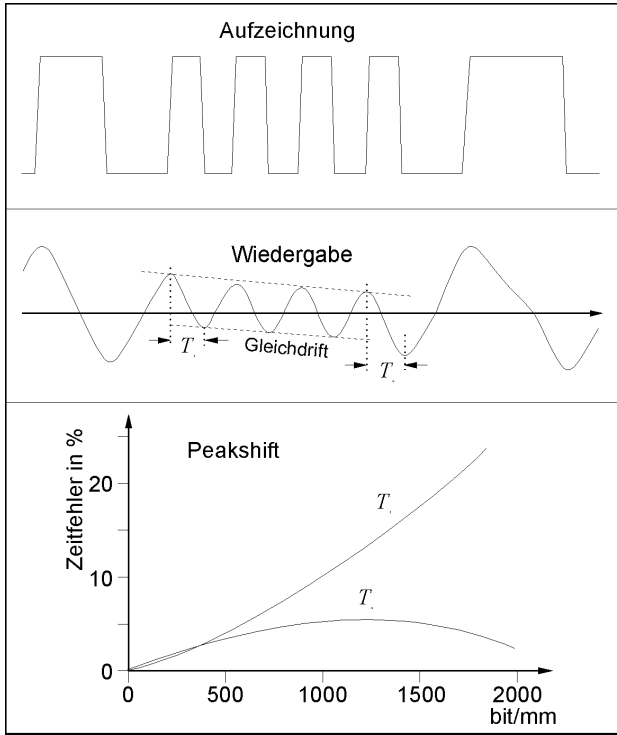 Aufzeichnung
Wiedergabe
T
Gleichdrift
T
Zeitfehler in %
Peakshift
20
10
0
T
T
0
500
1000
1500
2000
bit/mm